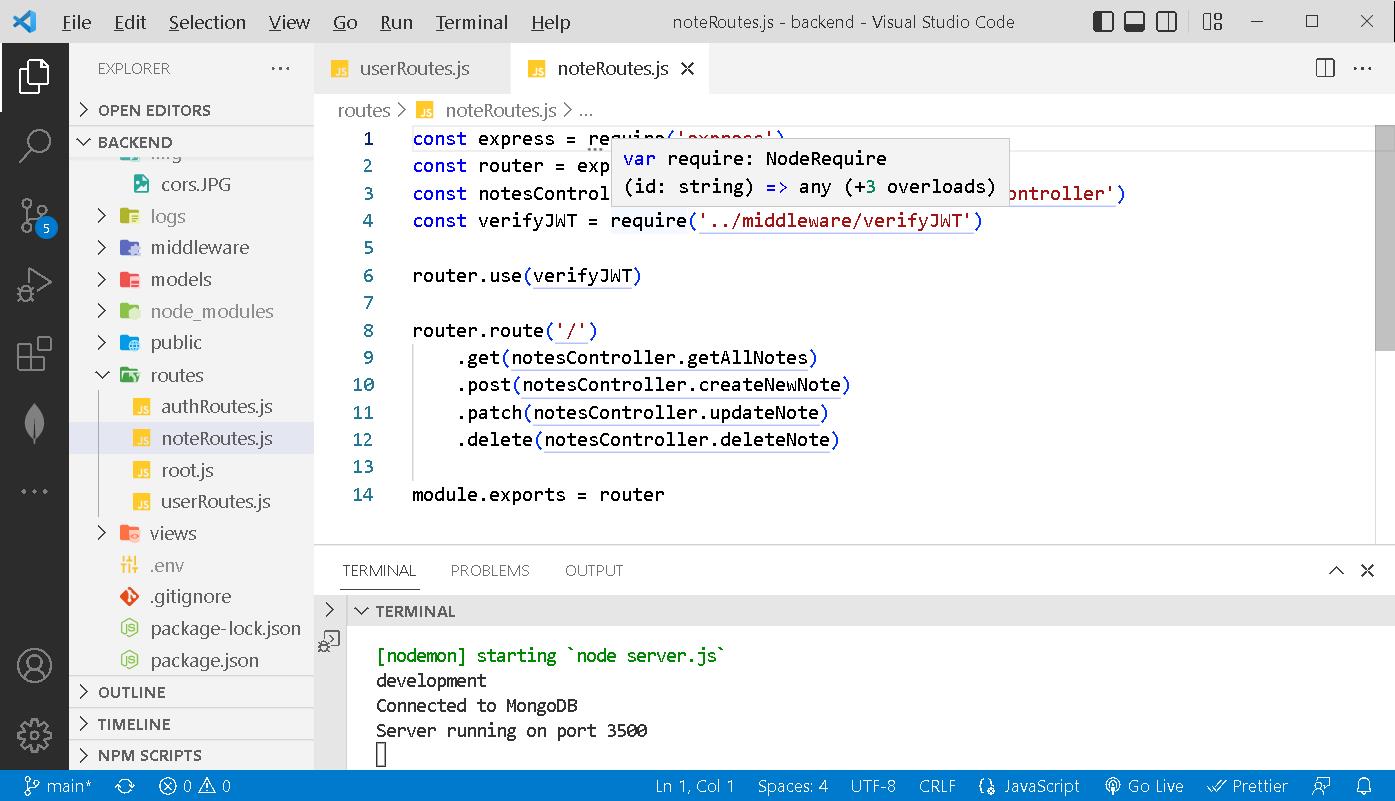 File Edit Selection View Go Run Terminal Help noteRoutes.js - backend - Visual Studio Code
EXPLORER
OPEN EDITORS
BACKEND
cors.JPG
logs
middleware
models
node_modules
public
routes
authRoutes.js
noteRoutes.js
root.js
userRoutes.js
views
.env
.gitignore
package-lock.json
package.json
OUTLINE
TIMELINE
NPM SCRIPTS
5
JS userRoutes.js JS noteRoutes.js
routes > JS noteRoutes.js > ...
1 const express = require('express')
2 const router = exp
var require: NodeRequire
(id: string) => any (+3 overloads)
3 const notesControl ontroller')
4 const verifyJWT = require('../middleware/verifyJWT')
5
6 router.use(verifyJWT)
7
8 router.route('/')
9 .get(notesController.getAllNotes)
10 .post(notesController.createNewNote)
11 .patch(notesController.updateNote)
12 .delete(notesController.deleteNote)
13
14 module.exports = router
TERMINAL PROBLEMS OUTPUT
TERMINAL
[nodemon] starting `node server.js`
development
Connected to MongoDB
Server running on port 3500
main* 0 0 Ln 1, Col 1 Spaces: 4 UTF-8 CRLF JavaScript Go Live Prettier